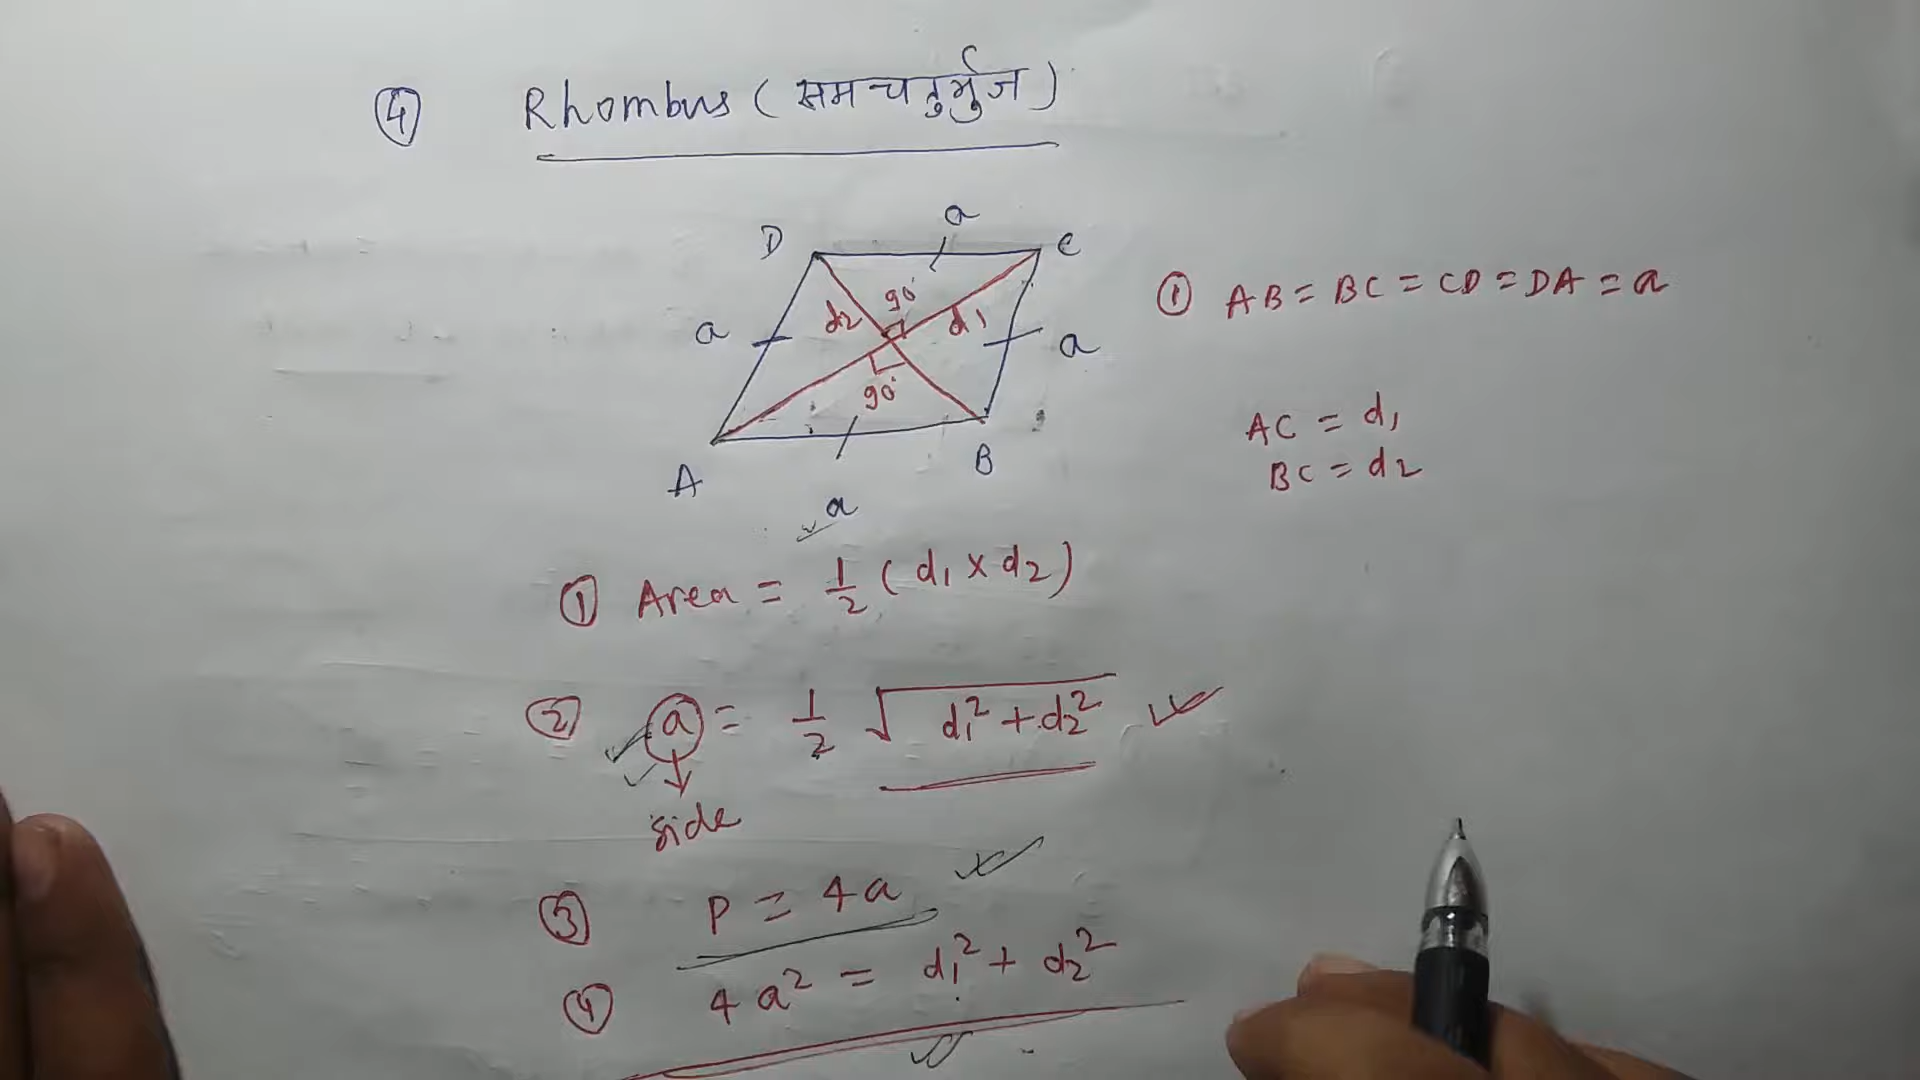 ④ Rhombus (समचतुर्भुज)
a
D C
90°
d2 d1
a a
90°
A B
a
① AB = BC = CD = DA = a
AC = d₁
BC = d2
① Area = 1/2 (d₁ × d2)
② a = 1/2 √(d₁² + d2²)
side
③ P = 4a
④ 4a² = d₁² + d2²